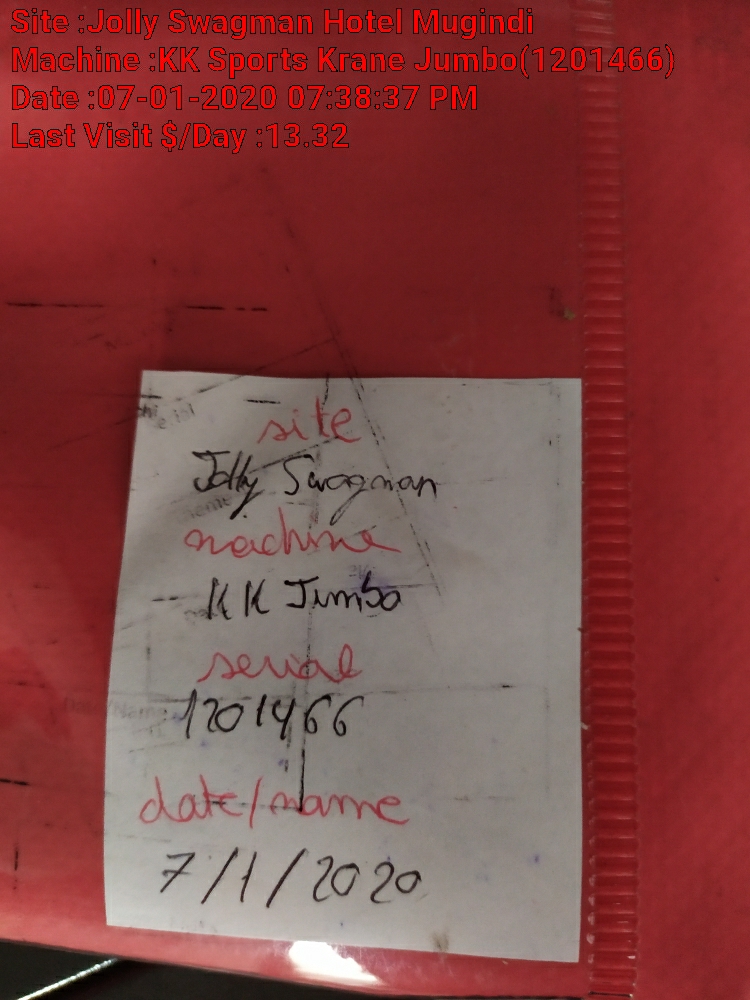 Site :Jolly Swagman Hotel Mugindi
Machine :KK Sports Krane Jumbo(1201466)
Date :07-01-2020 07:38:37 PM
Last Visit $/Day :13.32
site
Jolly Swagman
machine
KK Jumbo
serial
1201466
date/name
7/1/2020